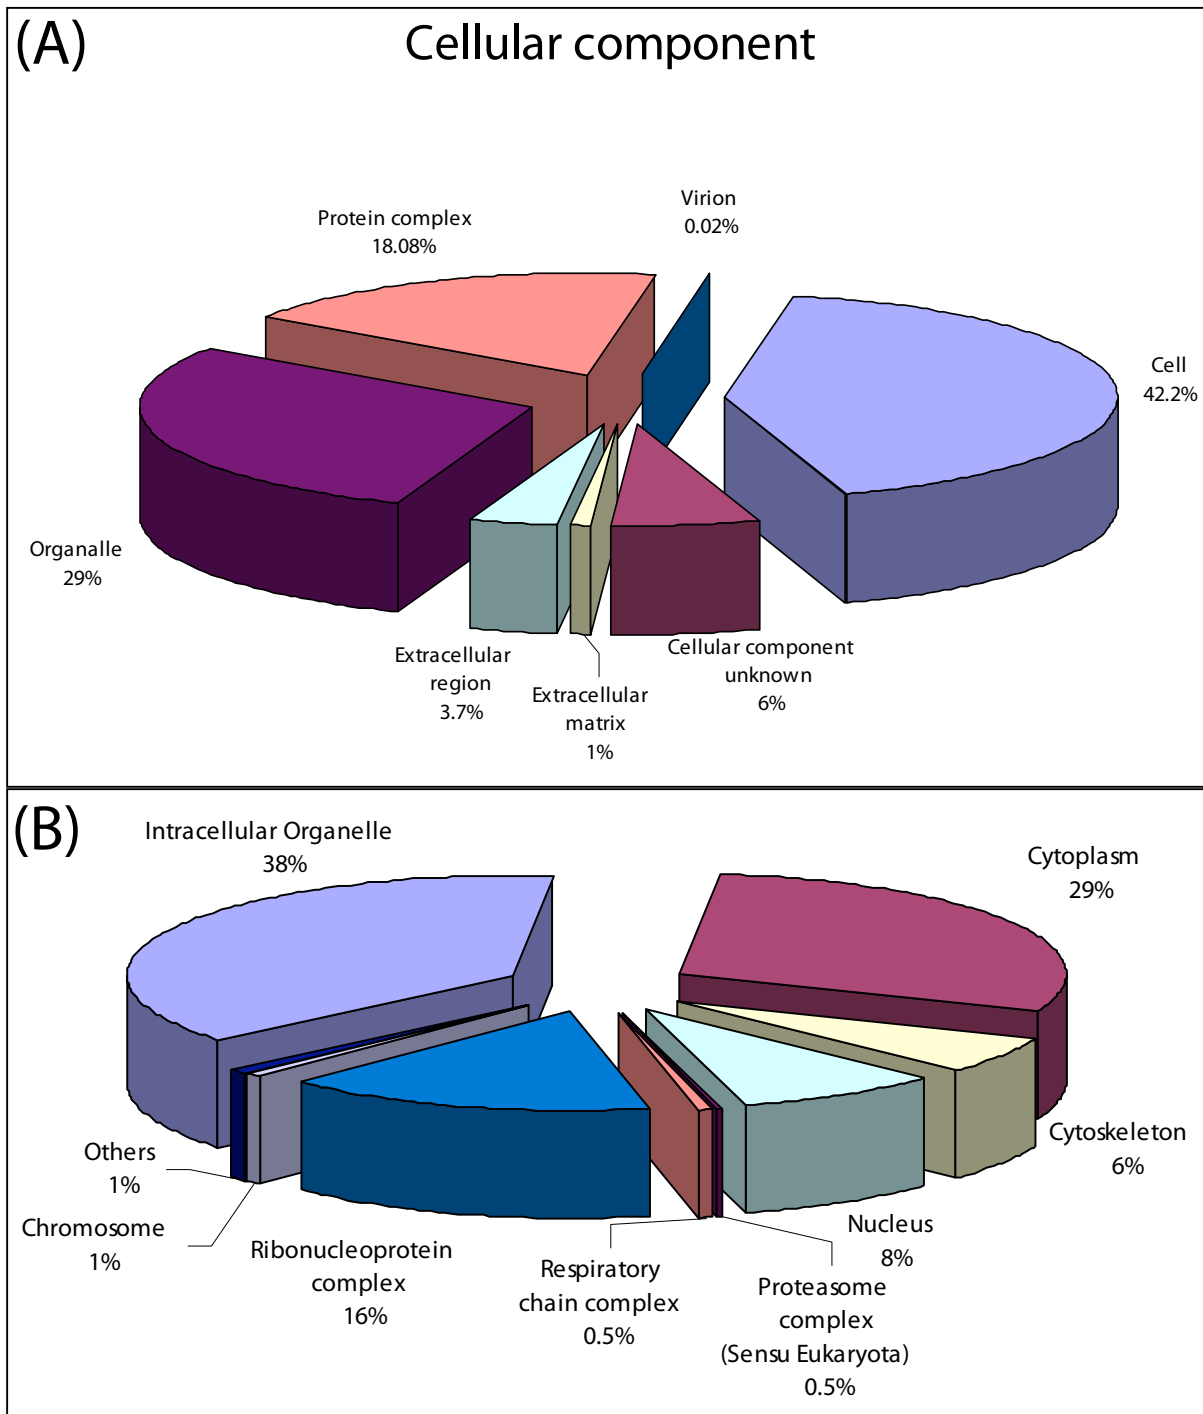 (A)
Cellular component
Virion
0.02%
Protein complex
18.08%
Cell
42.2%
Organalle
29%
Extracellular
region
3.7%
Extracellular
matrix
1%
Cellular component
unknown
6%
(B)
Intracellular Organelle
38%
Cytoplasm
29%
Cytoskeleton
6%
Others
1%
Chromosome
1%
Ribonucleoprotein
complex
16%
Respiratory
chain complex
0.5%
Nucleus
8%
Proteasome
complex
(Sensu Eukaryota)
0.5%